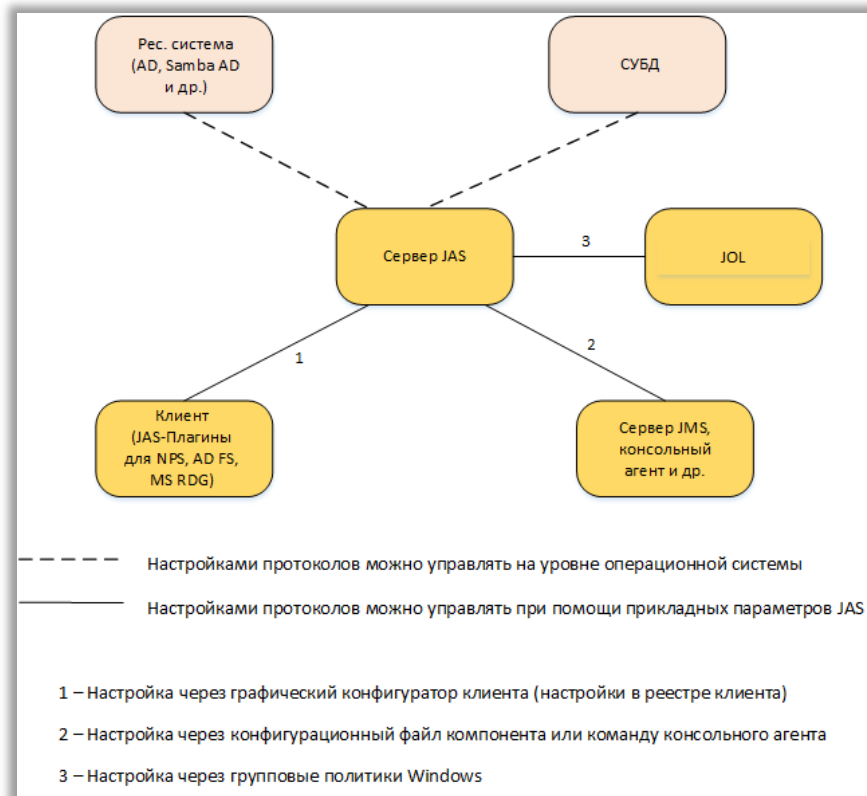 Рес. система
(AD, Samba AD
и др.)
СУБД
Сервер JAS
3
JOL
1
2
Клиент
(JAS-Плагины
для NPS, AD FS,
MS RDG)
Сервер JMS,
консольный
агент и др.
Настройками протоколов можно управлять на уровне операционной системы
Настройками протоколов можно управлять при помощи прикладных параметров JAS
1 – Настройка через графический конфигуратор клиента (настройки в реестре клиента)
2 – Настройка через конфигурационный файл компонента или команду консольного агента
3 – Настройка через групповые политики Windows